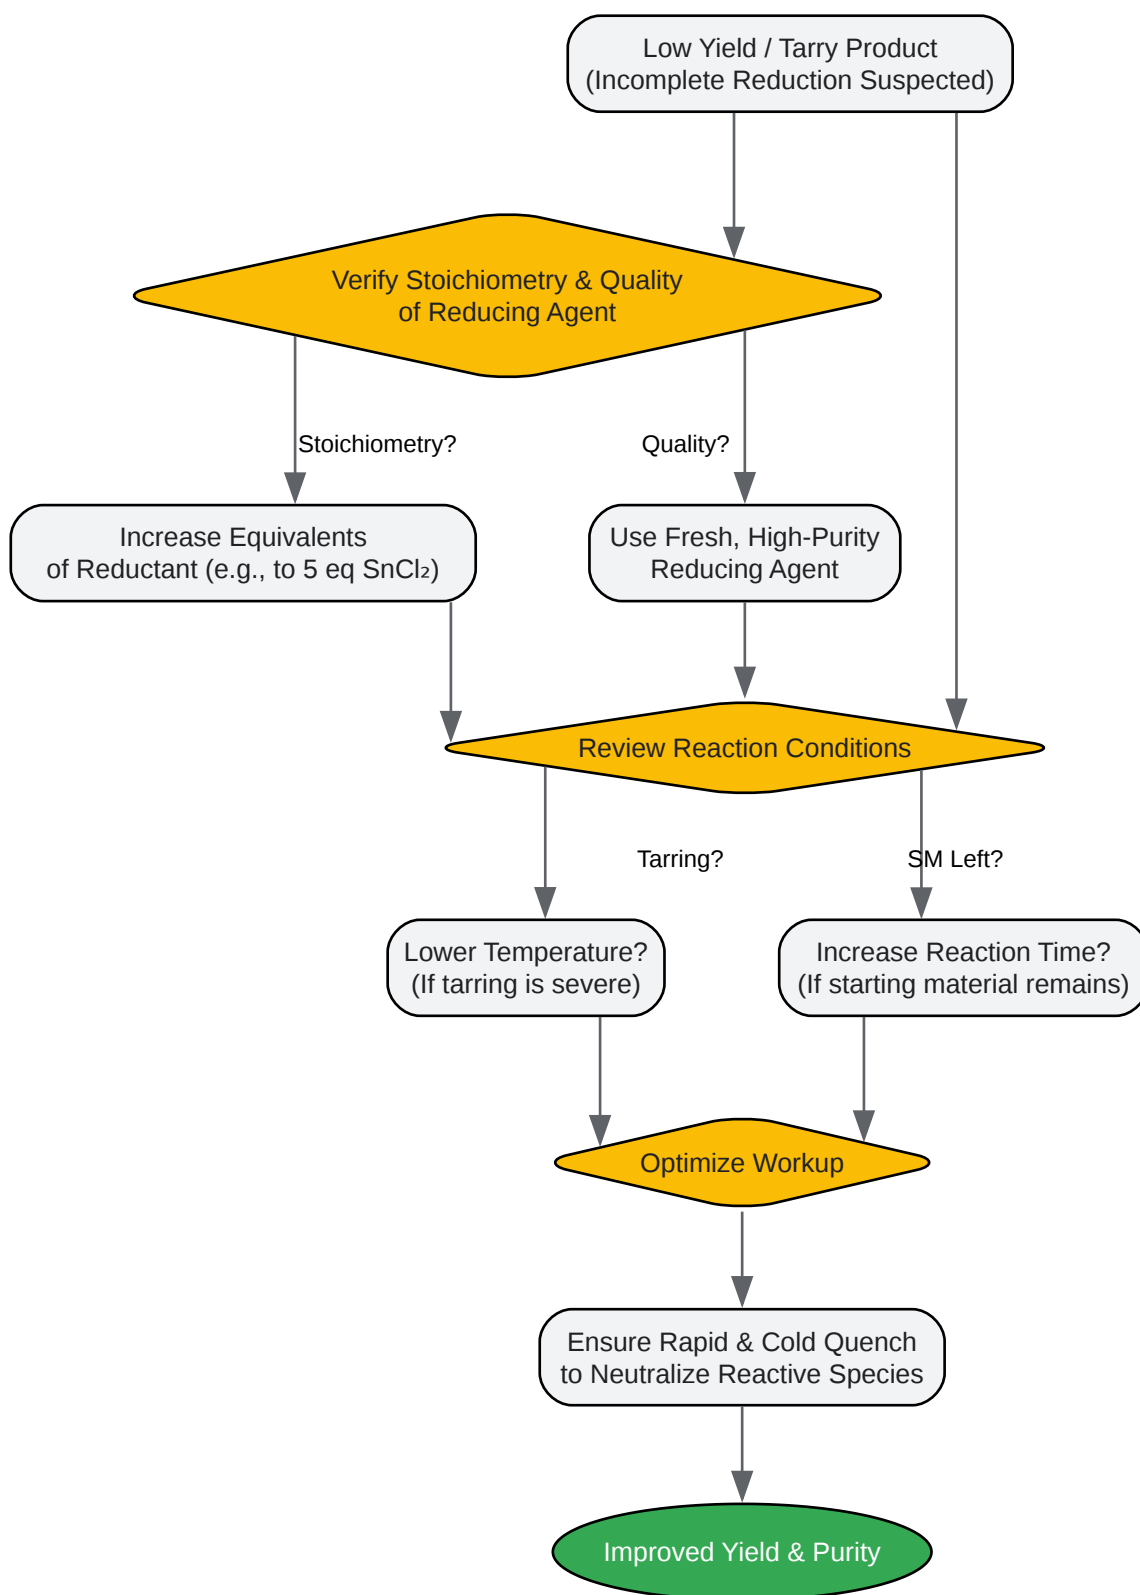 Low Yield / Tarry Product
(Incomplete Reduction Suspected)
Verify Stoichiometry & Quality
of Reducing Agent
Stoichiometry?
Quality?
Increase Equivalents
of Reductant (e.g., to 5 eq SnCl₂)
Use Fresh, High-Purity
Reducing Agent
Review Reaction Conditions
Tarring?
SM Left?
Lower Temperature?
(If tarring is severe)
Increase Reaction Time?
(If starting material remains)
Optimize Workup
Ensure Rapid & Cold Quench
to Neutralize Reactive Species
Improved Yield & Purity